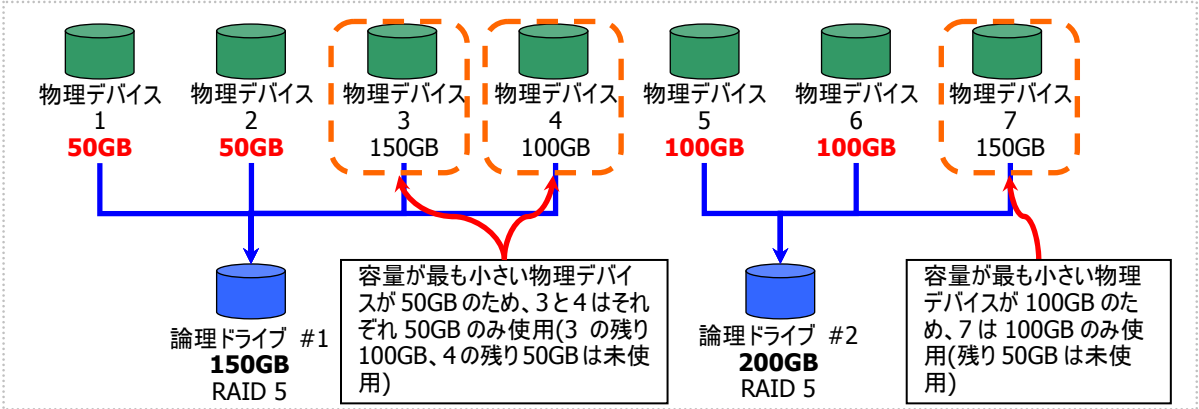 物理デバイス
1
50GB
物理デバイス
2
50GB
物理デバイス
3
150GB
物理デバイス
4
100GB
物理デバイス
5
100GB
物理デバイス
6
100GB
物理デバイス
7
150GB
論理ドライブ #1
150GB
RAID 5
容量が最も小さい物理デバイ
スが 50GB のため、3と4 はそれ
ぞれ 50GB のみ使用(3 の残り
100GB、4 の残り 50GB は未使
用)
論理ドライブ #2
200GB
RAID 5
容量が最も小さい物理
デバイスが 100GB のた
め、7 は 100GB のみ使
用(残り 50GB は未使
用)